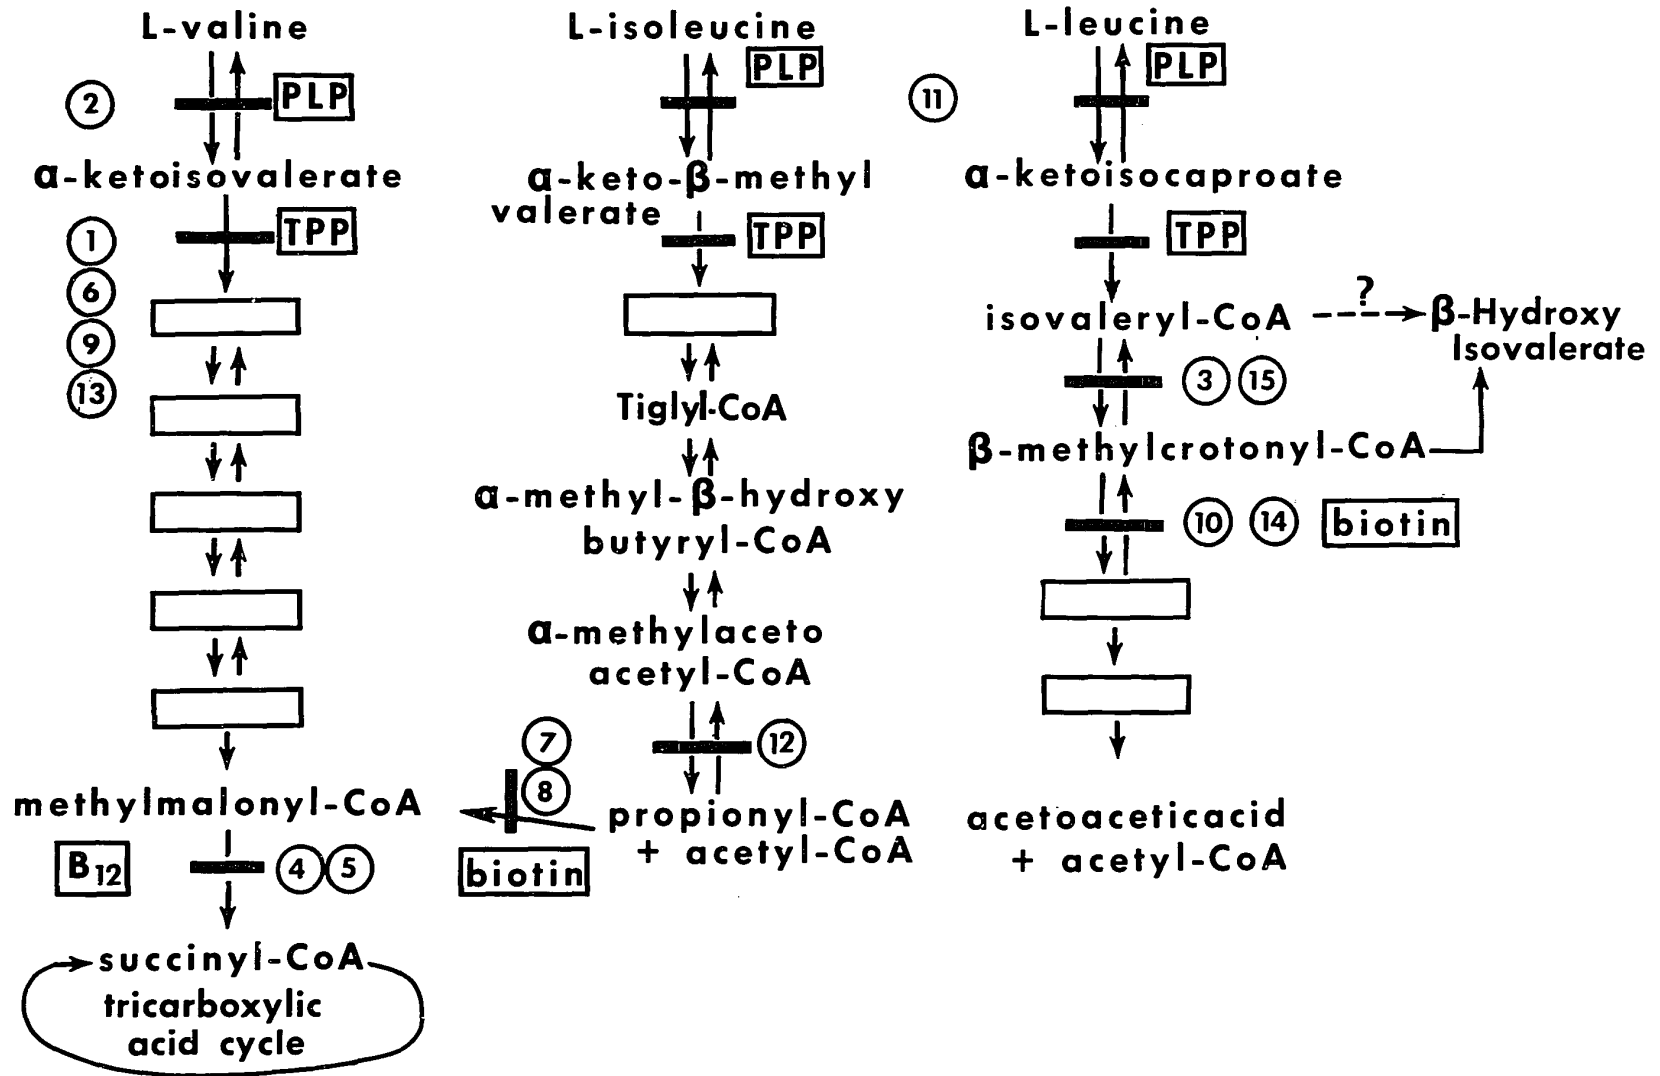 L-valine
2
PLP
α-ketoisovalerate
1
TPP
6
9
13
methylmalonyl-CoA
B12
4
5
succinyl-CoA
tricarboxylic
acid cycle
L-isoleucine
PLP
α-keto-β-methyl
valerate
TPP
Tiglyl-CoA
α-methyl-β-hydroxy
butyryl-CoA
α-methylaceto
acetyl-CoA
12
7
8
propionyl-CoA
+ acetyl-CoA
biotin
L-leucine
PLP
11
α-ketoisocaproate
TPP
isovaleryl-CoA
?
β-Hydroxy
Isovalerate
3
15
β-methylcrotonyl-CoA
10
14
biotin
acetoaceticacid
+ acetyl-CoA